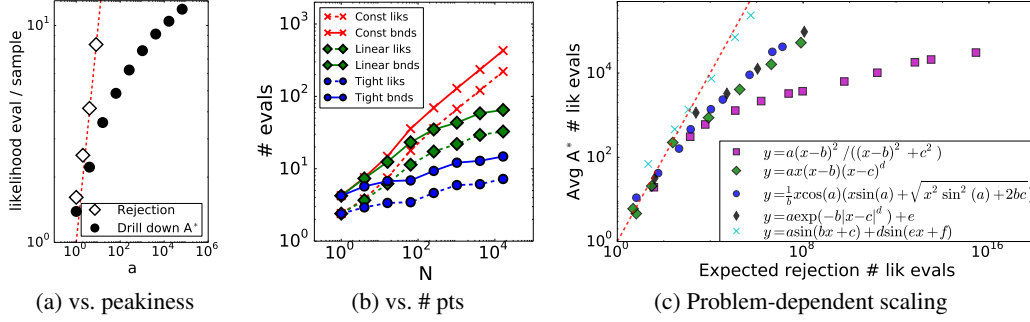 likelihood eval / sample
10¹
10⁰
10⁰ 10² 10⁴ 10⁶
a
Rejection
Drill down A*
(a) vs. peakiness
# evals
10³
10²
10¹
10⁰
10⁰ 10² 10⁴
N
Const liks
Const bnds
Linear liks
Linear bnds
Tight liks
Tight bnds
(b) vs. # pts
Avg A* # lik evals
10⁴
10²
10⁰
10⁰ 10⁸ 10¹⁶
Expected rejection # lik evals
y=a(x−b)²/((x−b)²+c²)
y=ax(x−b)(x−c)ᵈ
y=1/b xcos(a)(xsin(a)+√x² sin² (a)+2bc)
y=aexp(−b|x−c|ᵈ)+e
y=asin(bx+c)+dsin(ex+f)
(c) Problem-dependent scaling